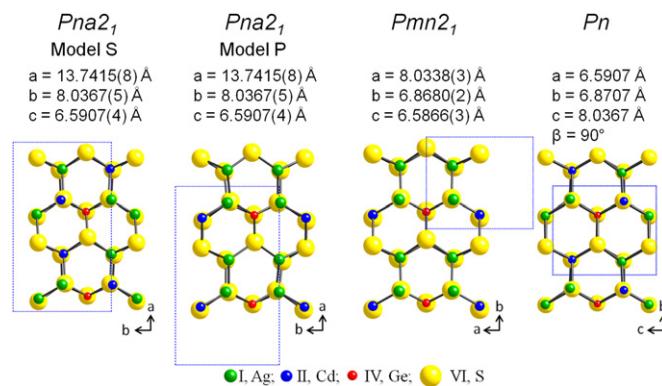 Pna2₁
Model S
a = 13.7415(8) Å
b = 8.0367(5) Å
c = 6.5907(4) Å
Pna2₁
Model P
a = 13.7415(8) Å
b = 8.0367(5) Å
c = 6.5907(4) Å
Pmn2₁
a = 8.0338(3) Å
b = 6.8680(2) Å
c = 6.5866(3) Å
Pn
a = 6.5907 Å
b = 6.8707 Å
c = 8.0367 Å
β = 90°
a
b
a
b
b
a
b
c
I, Ag; II, Cd; IV, Ge; VI, S